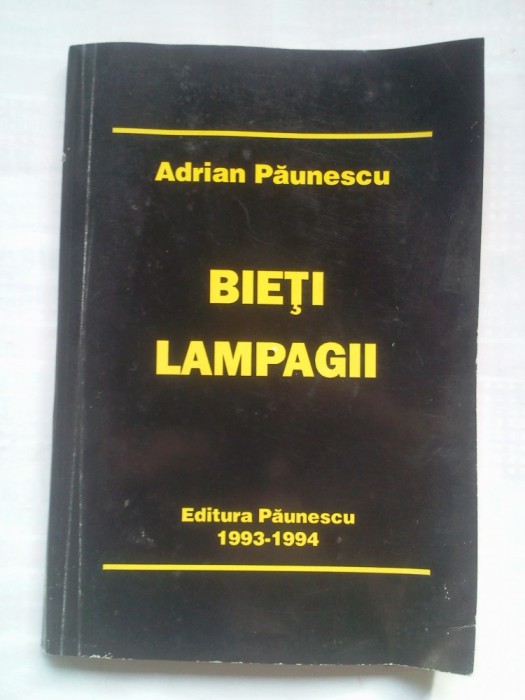 Adrian Păunescu
BIEŢI
LAMPAGII
Editura Păunescu
1993-1994